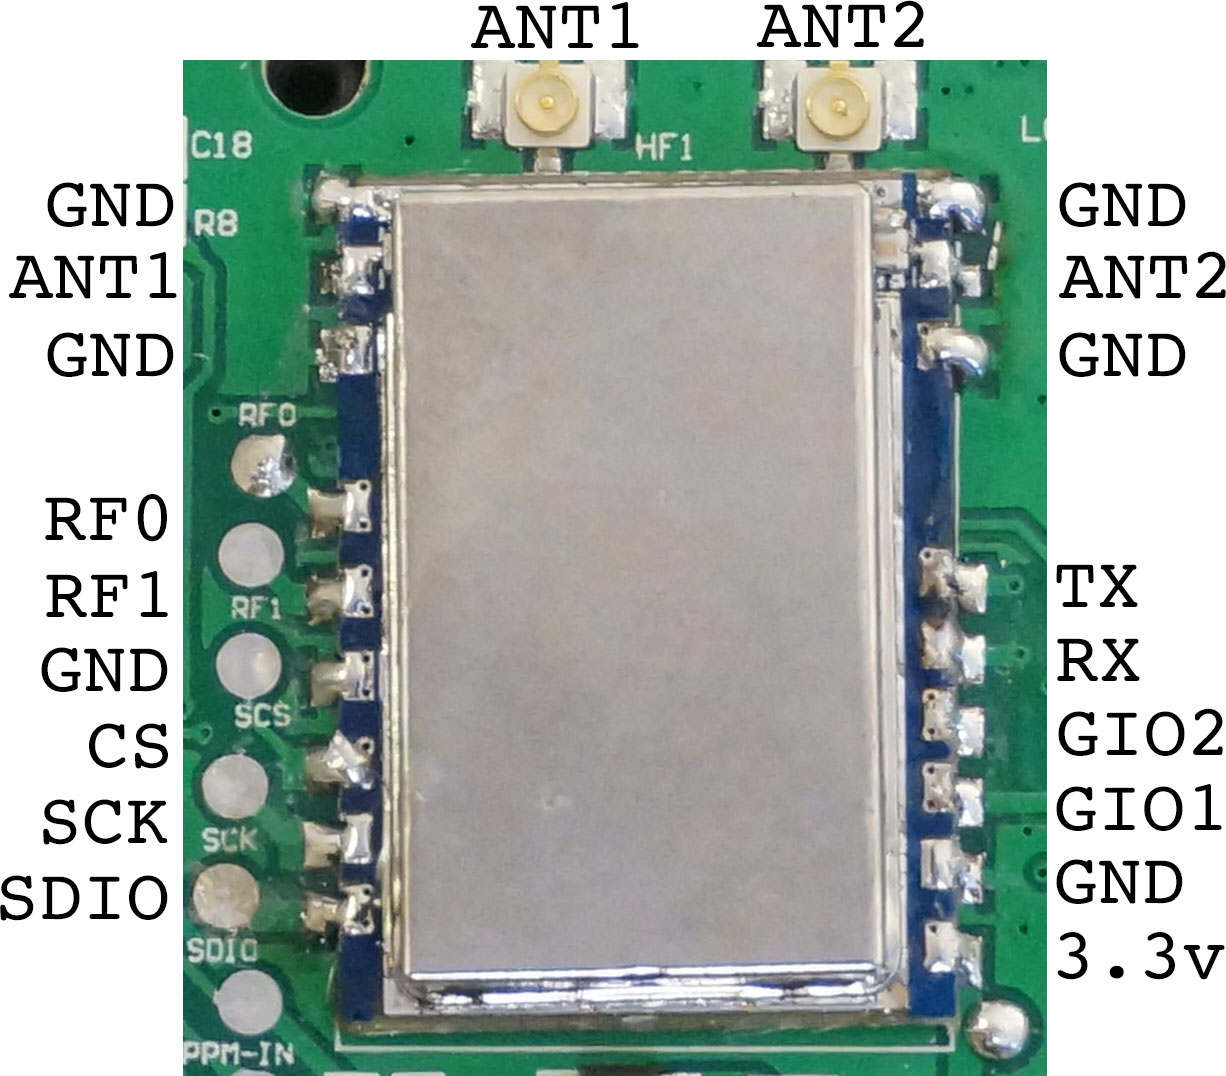 ANT1 ANT2
C18
HF1
GND
R8
GND
ANT1
ANT2
GND
GND
RF0
RF0
RF1
TX
RF1
GND
RX
SCS
CS
GIO2
SCK
GIO1
SCK
SDIO
GND
SDIO
3.3v
PPM-IN